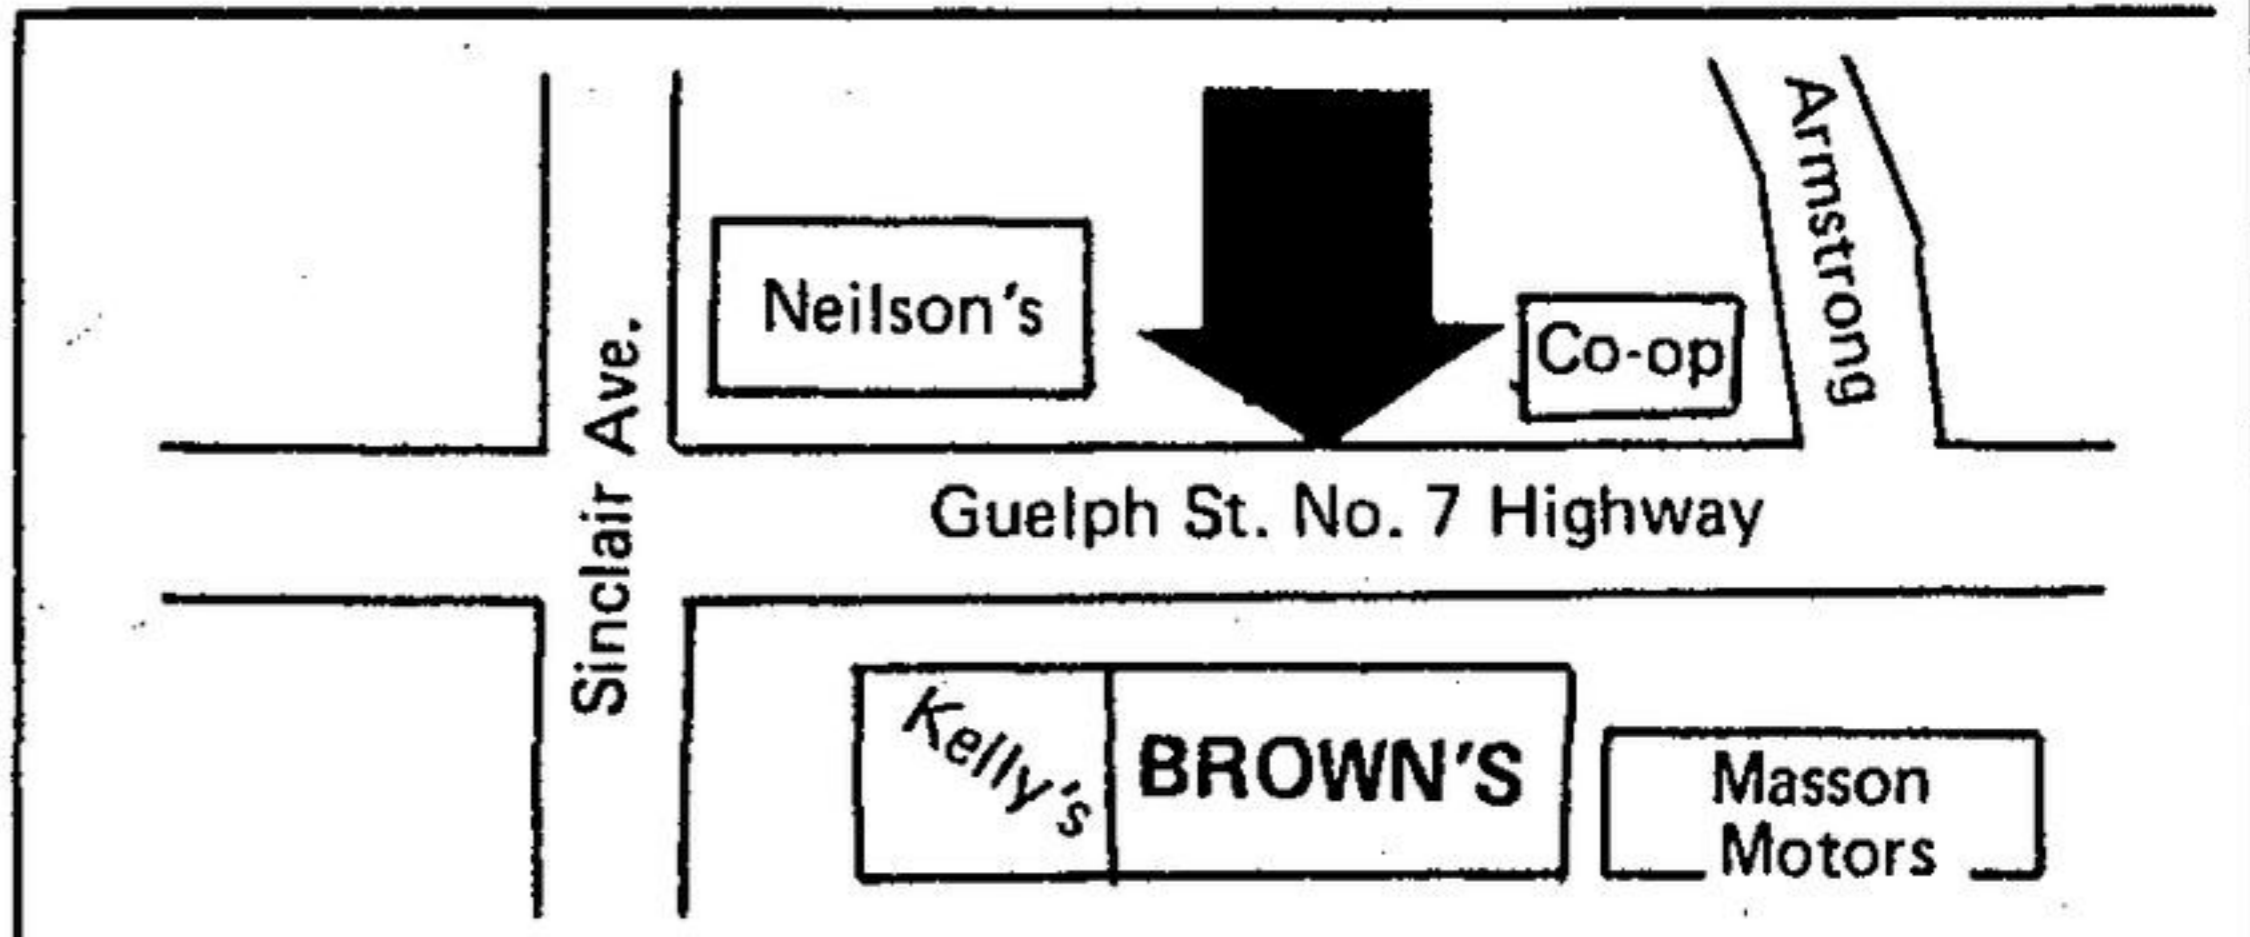 Armstrong
Neilson's
Co-op
Sinclair Ave.
Guelph St. No. 7 Highway
Kelly's
BROWN'S
Masson
Motors